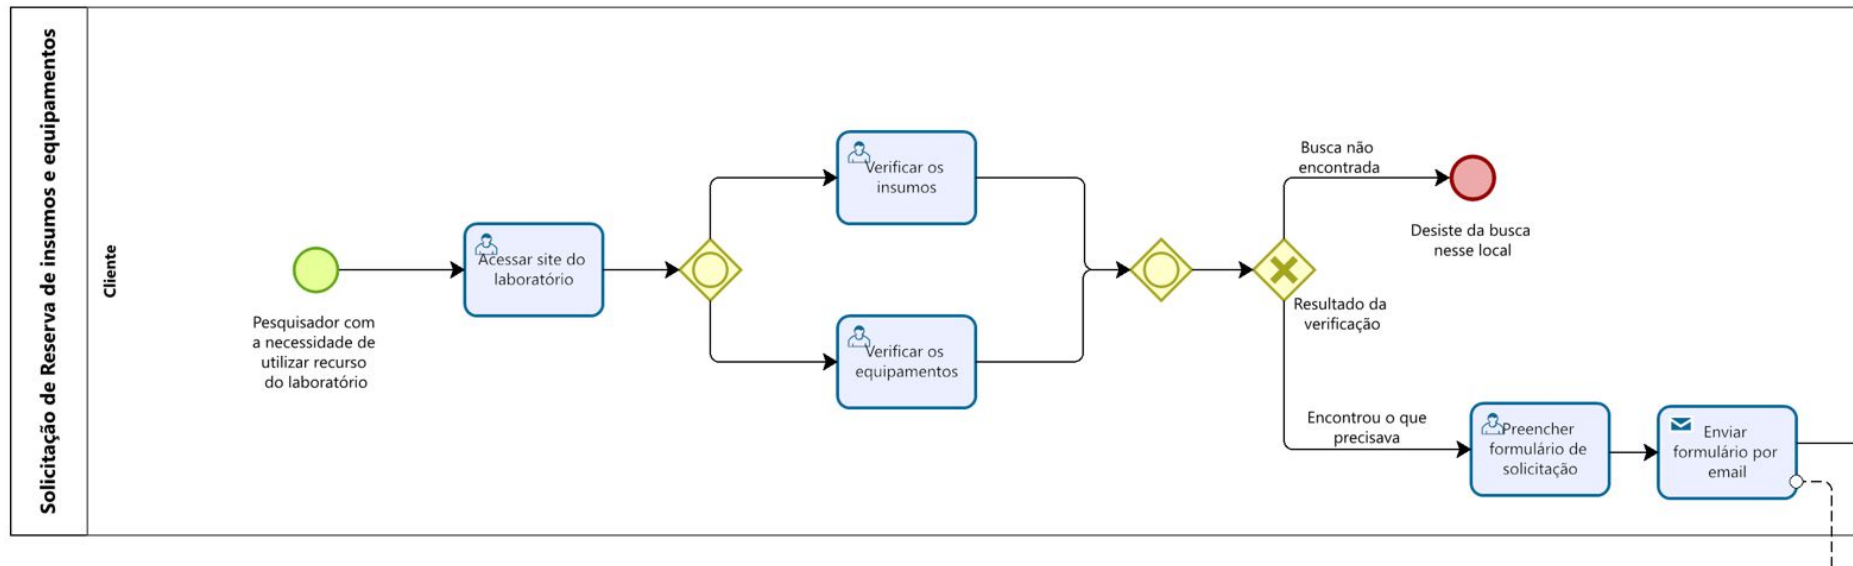 Solicitação de Reserva de insumos e equipamentos
Cliente
Pesquisador com
a necessidade de
utilizar recurso
do laboratório
Acessar site do
laboratório
Verificar os
insumos
Verificar os
equipamentos
Busca não
encontrada
Desiste da busca
nesse local
Resultado da
verificação
Encontrou o que
precisava
Preencher
formulário de
solicitação
Enviar
formulário por
email